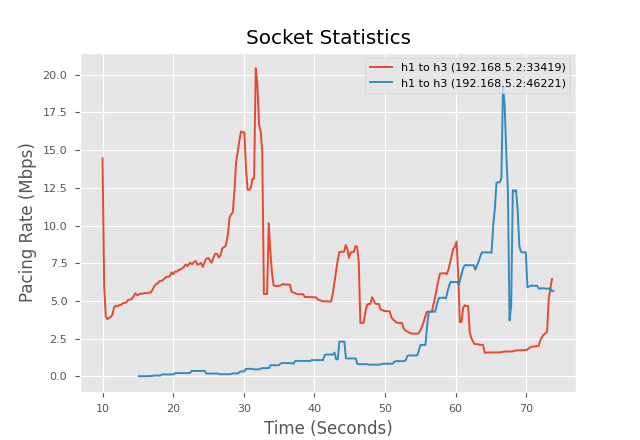 Socket Statistics
h1 to h3 (192.168.5.2:33419)
h1 to h3 (192.168.5.2:46221)
Pacing Rate (Mbps)
20.0
17.5
15.0
12.5
10.0
7.5
5.0
2.5
0.0
10 20 30 40 50 60 70
Time (Seconds)